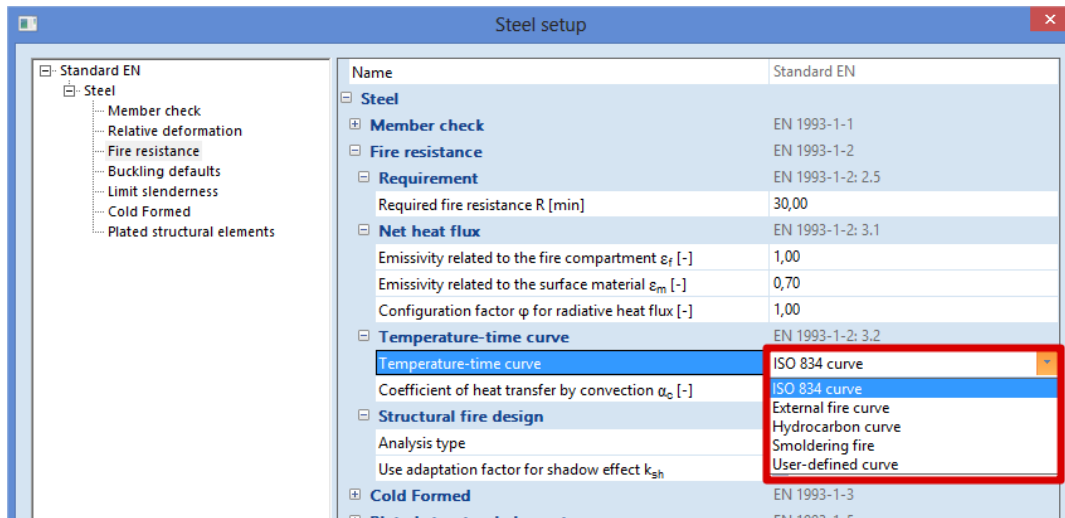 Steel setup
Standard EN
Steel
Member check
Relative deformation
Fire resistance
Buckling defaults
Limit slenderness
Cold Formed
Plated structural elements
Name Standard EN
Steel
Member check EN 1993-1-1
Fire resistance EN 1993-1-2
Requirement EN 1993-1-2: 2.5
Required fire resistance R [min] 30,00
Net heat flux EN 1993-1-2: 3.1
Emissivity related to the fire compartment εf [-] 1,00
Emissivity related to the surface material εm [-] 0,70
Configuration factor φ for radiative heat flux [-] 1,00
Temperature-time curve EN 1993-1-2: 3.2
Temperature-time curve ISO 834 curve
Coefficient of heat transfer by convection αc [-]
Structural fire design
Analysis type
Use adaptation factor for shadow effect ksh
ISO 834 curve
External fire curve
Hydrocarbon curve
Smoldering fire
User-defined curve
Cold Formed EN 1993-1-3